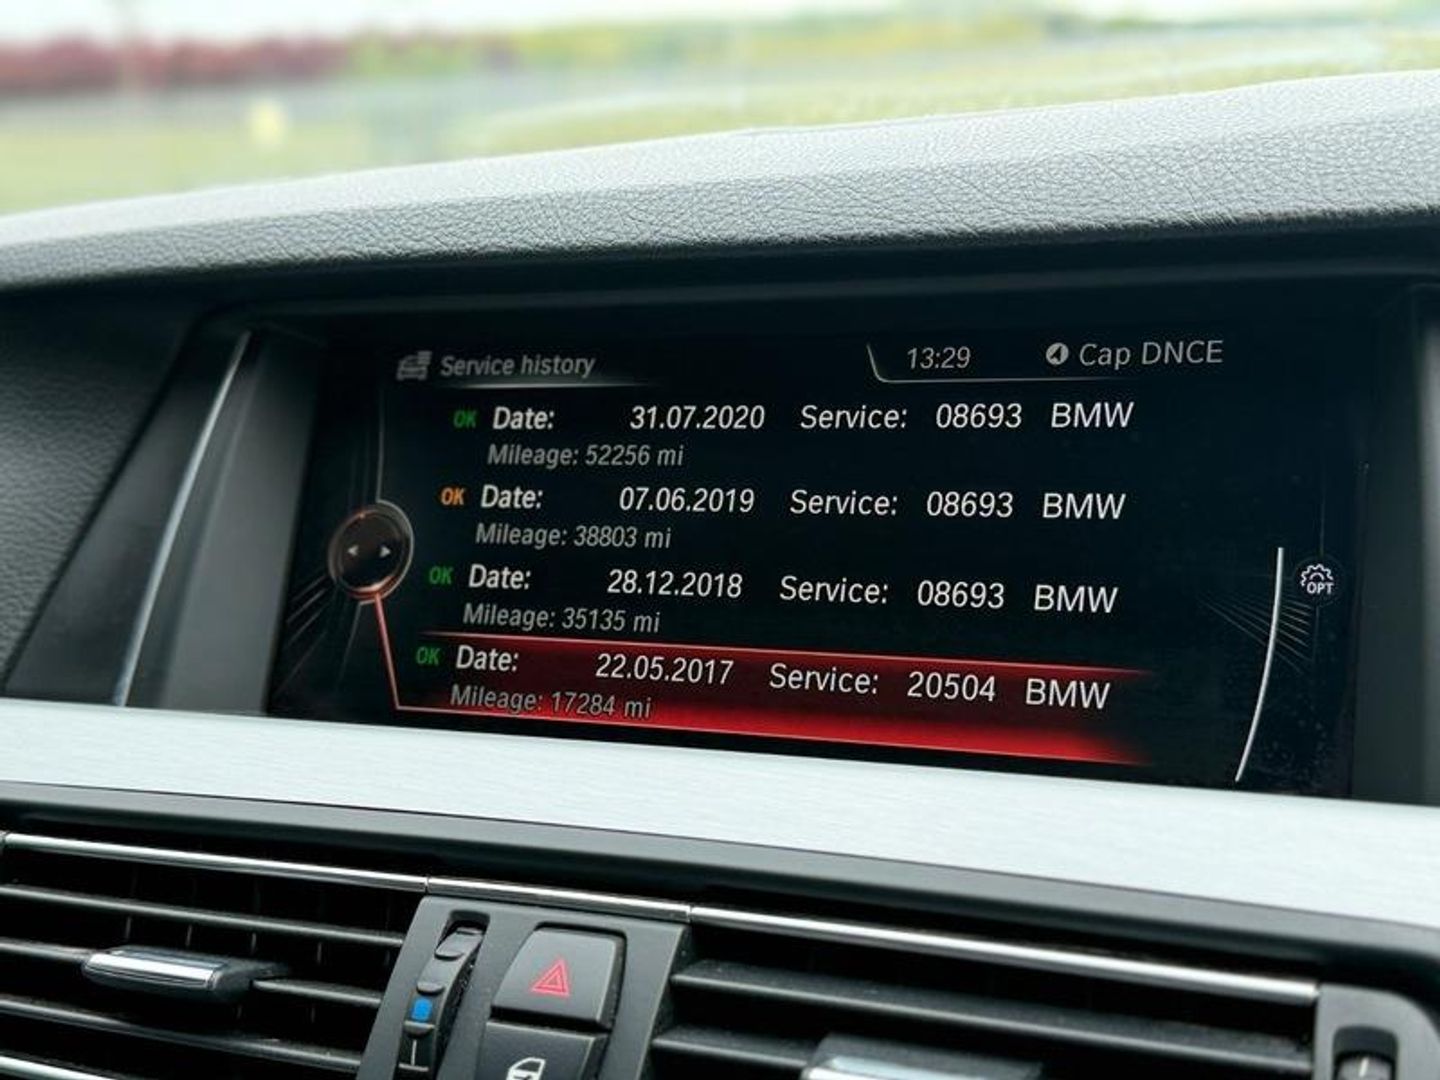 Service history 13:29 Cap DNCE
OK Date: 31.07.2020 Service: 08693 BMW
Mileage: 52256 mi
OK Date: 07.06.2019 Service: 08693 BMW
Mileage: 38803 mi
OK Date: 28.12.2018 Service: 08693 BMW
Mileage: 35135 mi
OK Date: 22.05.2017 Service: 20504 BMW
Mileage: 17284 mi
OPT